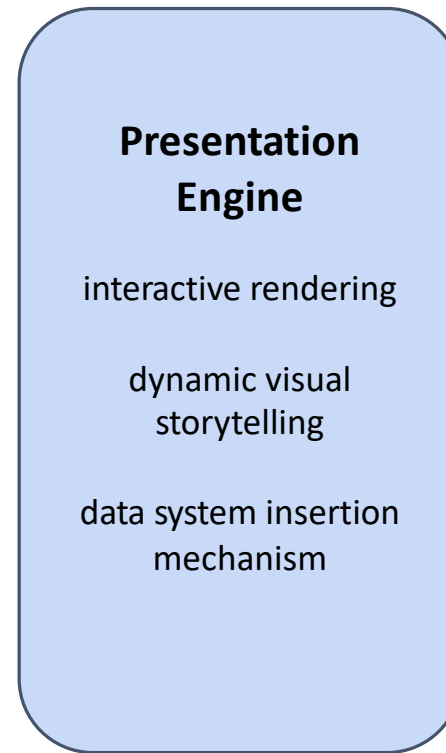 Presentation
Engine
interactive rendering
dynamic visual
storytelling
data system insertion
mechanism